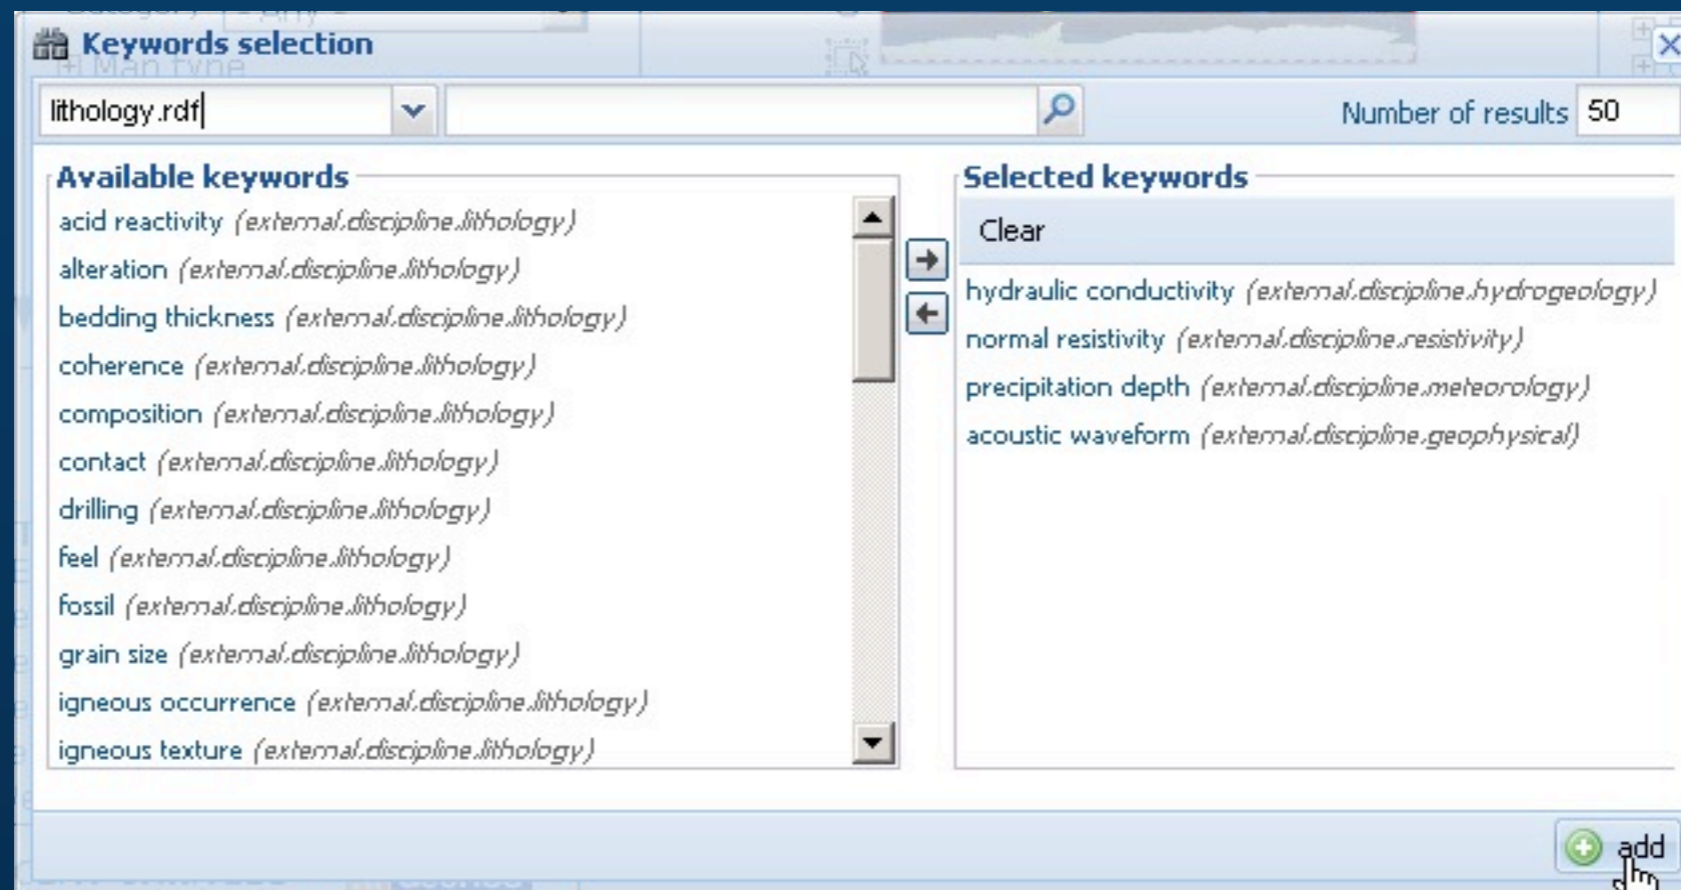 Category - Any -
Keywords selection
Map type
lithology.rdf
Number of results 50
Available keywords
acid reactivity (external.discipline.lithology)
alteration (external.discipline.lithology)
bedding thickness (external.discipline.lithology)
coherence (external.discipline.lithology)
composition (external.discipline.lithology)
contact (external.discipline.lithology)
drilling (external.discipline.lithology)
feel (external.discipline.lithology)
fossil (external.discipline.lithology)
grain size (external.discipline.lithology)
igneous occurrence (external.discipline.lithology)
igneous texture (external.discipline.lithology)
Selected keywords
Clear
hydraulic conductivity (external.discipline.hydrogeology)
normal resistivity (external.discipline.resistivity)
precipitation depth (external.discipline.meteorology)
acoustic waveform (external.discipline.geophysical)
add